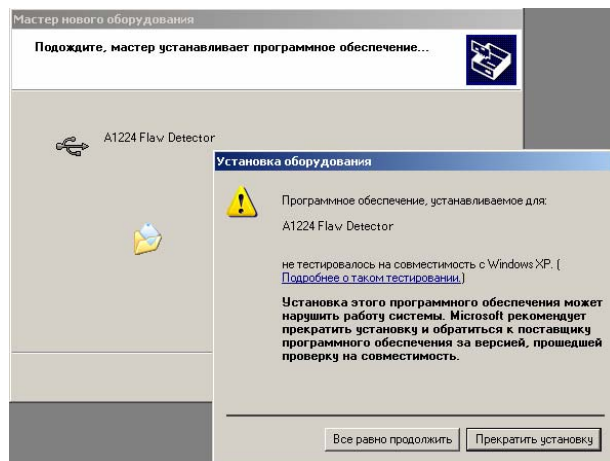 Мастер нового оборудования
Подождите, мастер устанавливает программное обеспечение...
A1224 Flaw Detector
Установка оборудования
Программное обеспечение, устанавливаемое для:
A1224 Flaw Detector
не тестировалось на совместимость с Windows XP. (
Подробнее о таком тестировании.)
Установка этого программного обеспечения может
нарушить работу системы. Microsoft рекомендует
прекратить установку и обратиться к поставщику
программного обеспечения за версией, прошедшей
проверку на совместимость.
Все равно продолжить Прекратить установку